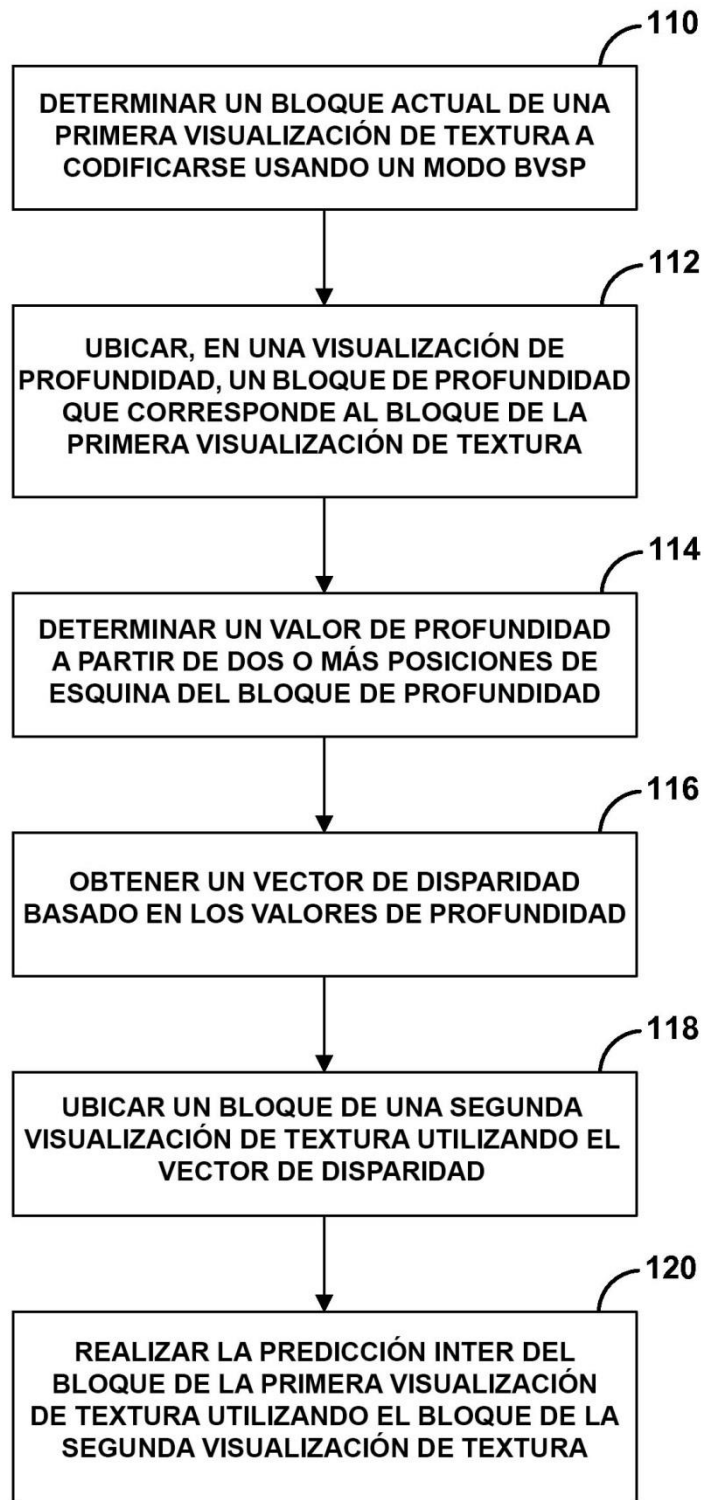 110
DETERMINAR UN BLOQUE ACTUAL DE UNA
PRIMERA VISUALIZACIÓN DE TEXTURA A
CODIFICARSE USANDO UN MODO BVSP
112
UBICAR, EN UNA VISUALIZACIÓN DE
PROFUNDIDAD, UN BLOQUE DE PROFUNDIDAD
QUE CORRESPONDE AL BLOQUE DE LA
PRIMERA VISUALIZACIÓN DE TEXTURA
114
DETERMINAR UN VALOR DE PROFUNDIDAD
A PARTIR DE DOS O MÁS POSICIONES DE
ESQUINA DEL BLOQUE DE PROFUNDIDAD
116
OBTENER UN VECTOR DE DISPARIDAD
BASADO EN LOS VALORES DE PROFUNDIDAD
118
UBICAR UN BLOQUE DE UNA SEGUNDA
VISUALIZACIÓN DE TEXTURA UTILIZANDO EL
VECTOR DE DISPARIDAD
120
REALIZAR LA PREDICCIÓN INTER DEL
BLOQUE DE LA PRIMERA VISUALIZACIÓN
DE TEXTURA UTILIZANDO EL BLOQUE DE LA
SEGUNDA VISUALIZACIÓN DE TEXTURA